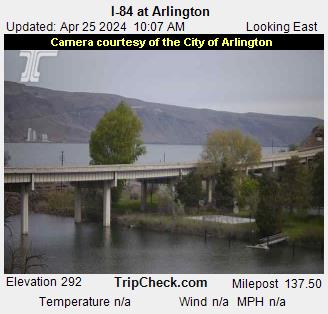 I-84 at Arlington
Updated: Apr 25 2024 10:07 AM Looking East
Camera courtesy of the City of Arlington
Elevation 292 TripCheck.com Milepost 137.50
Temperature n/a Wind n/a MPH n/a